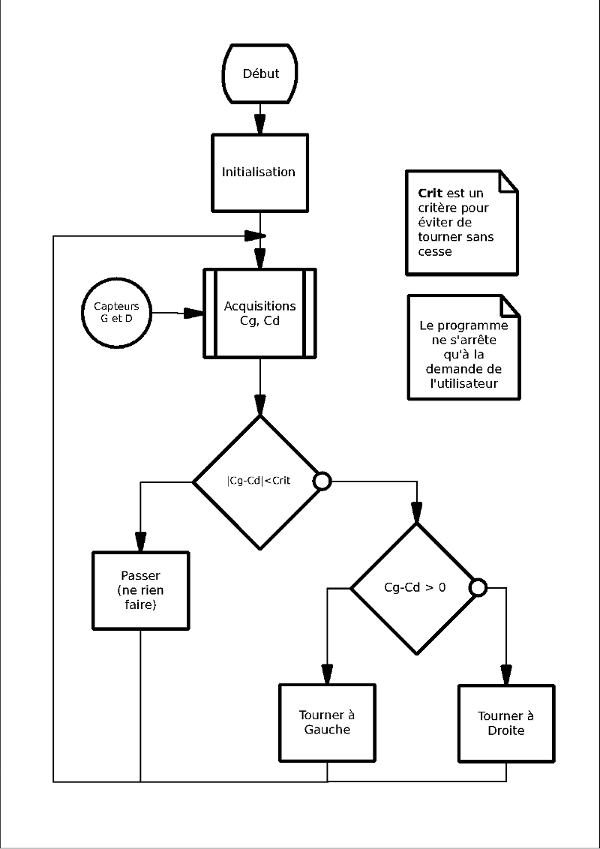 Début
Initialisation
Crit est un
critère pour
éviter de
tourner sans
cesse
Capteurs
G et D
Acquisitions
Cg, Cd
Le programme
ne s'arrête
qu'à la
demande de
l'utilisateur
|Cg-Cd|<Crit
Passer
(ne rien
faire)
Cg-Cd > 0
Tourner à
Gauche
Tourner à
Droite